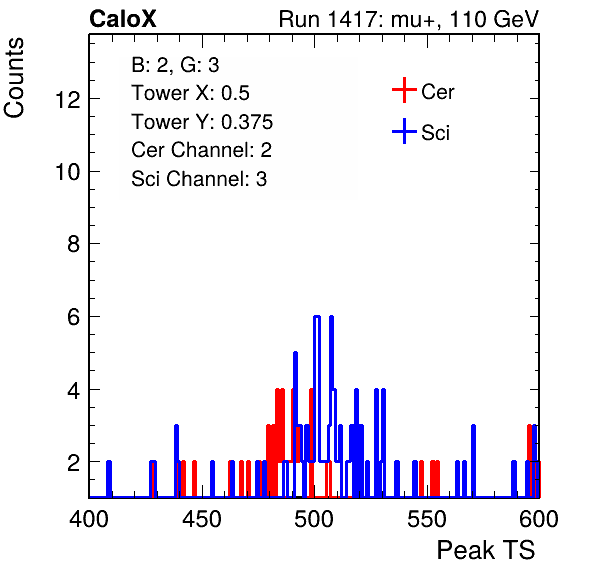 CaloX Run 1417: mu+, 110 GeV
Counts
B: 2, G: 3
Tower X: 0.5
Tower Y: 0.375
Cer Channel: 2
Sci Channel: 3
Cer
Sci
12
10
8
6
4
2
400 450 500 550 600
Peak TS